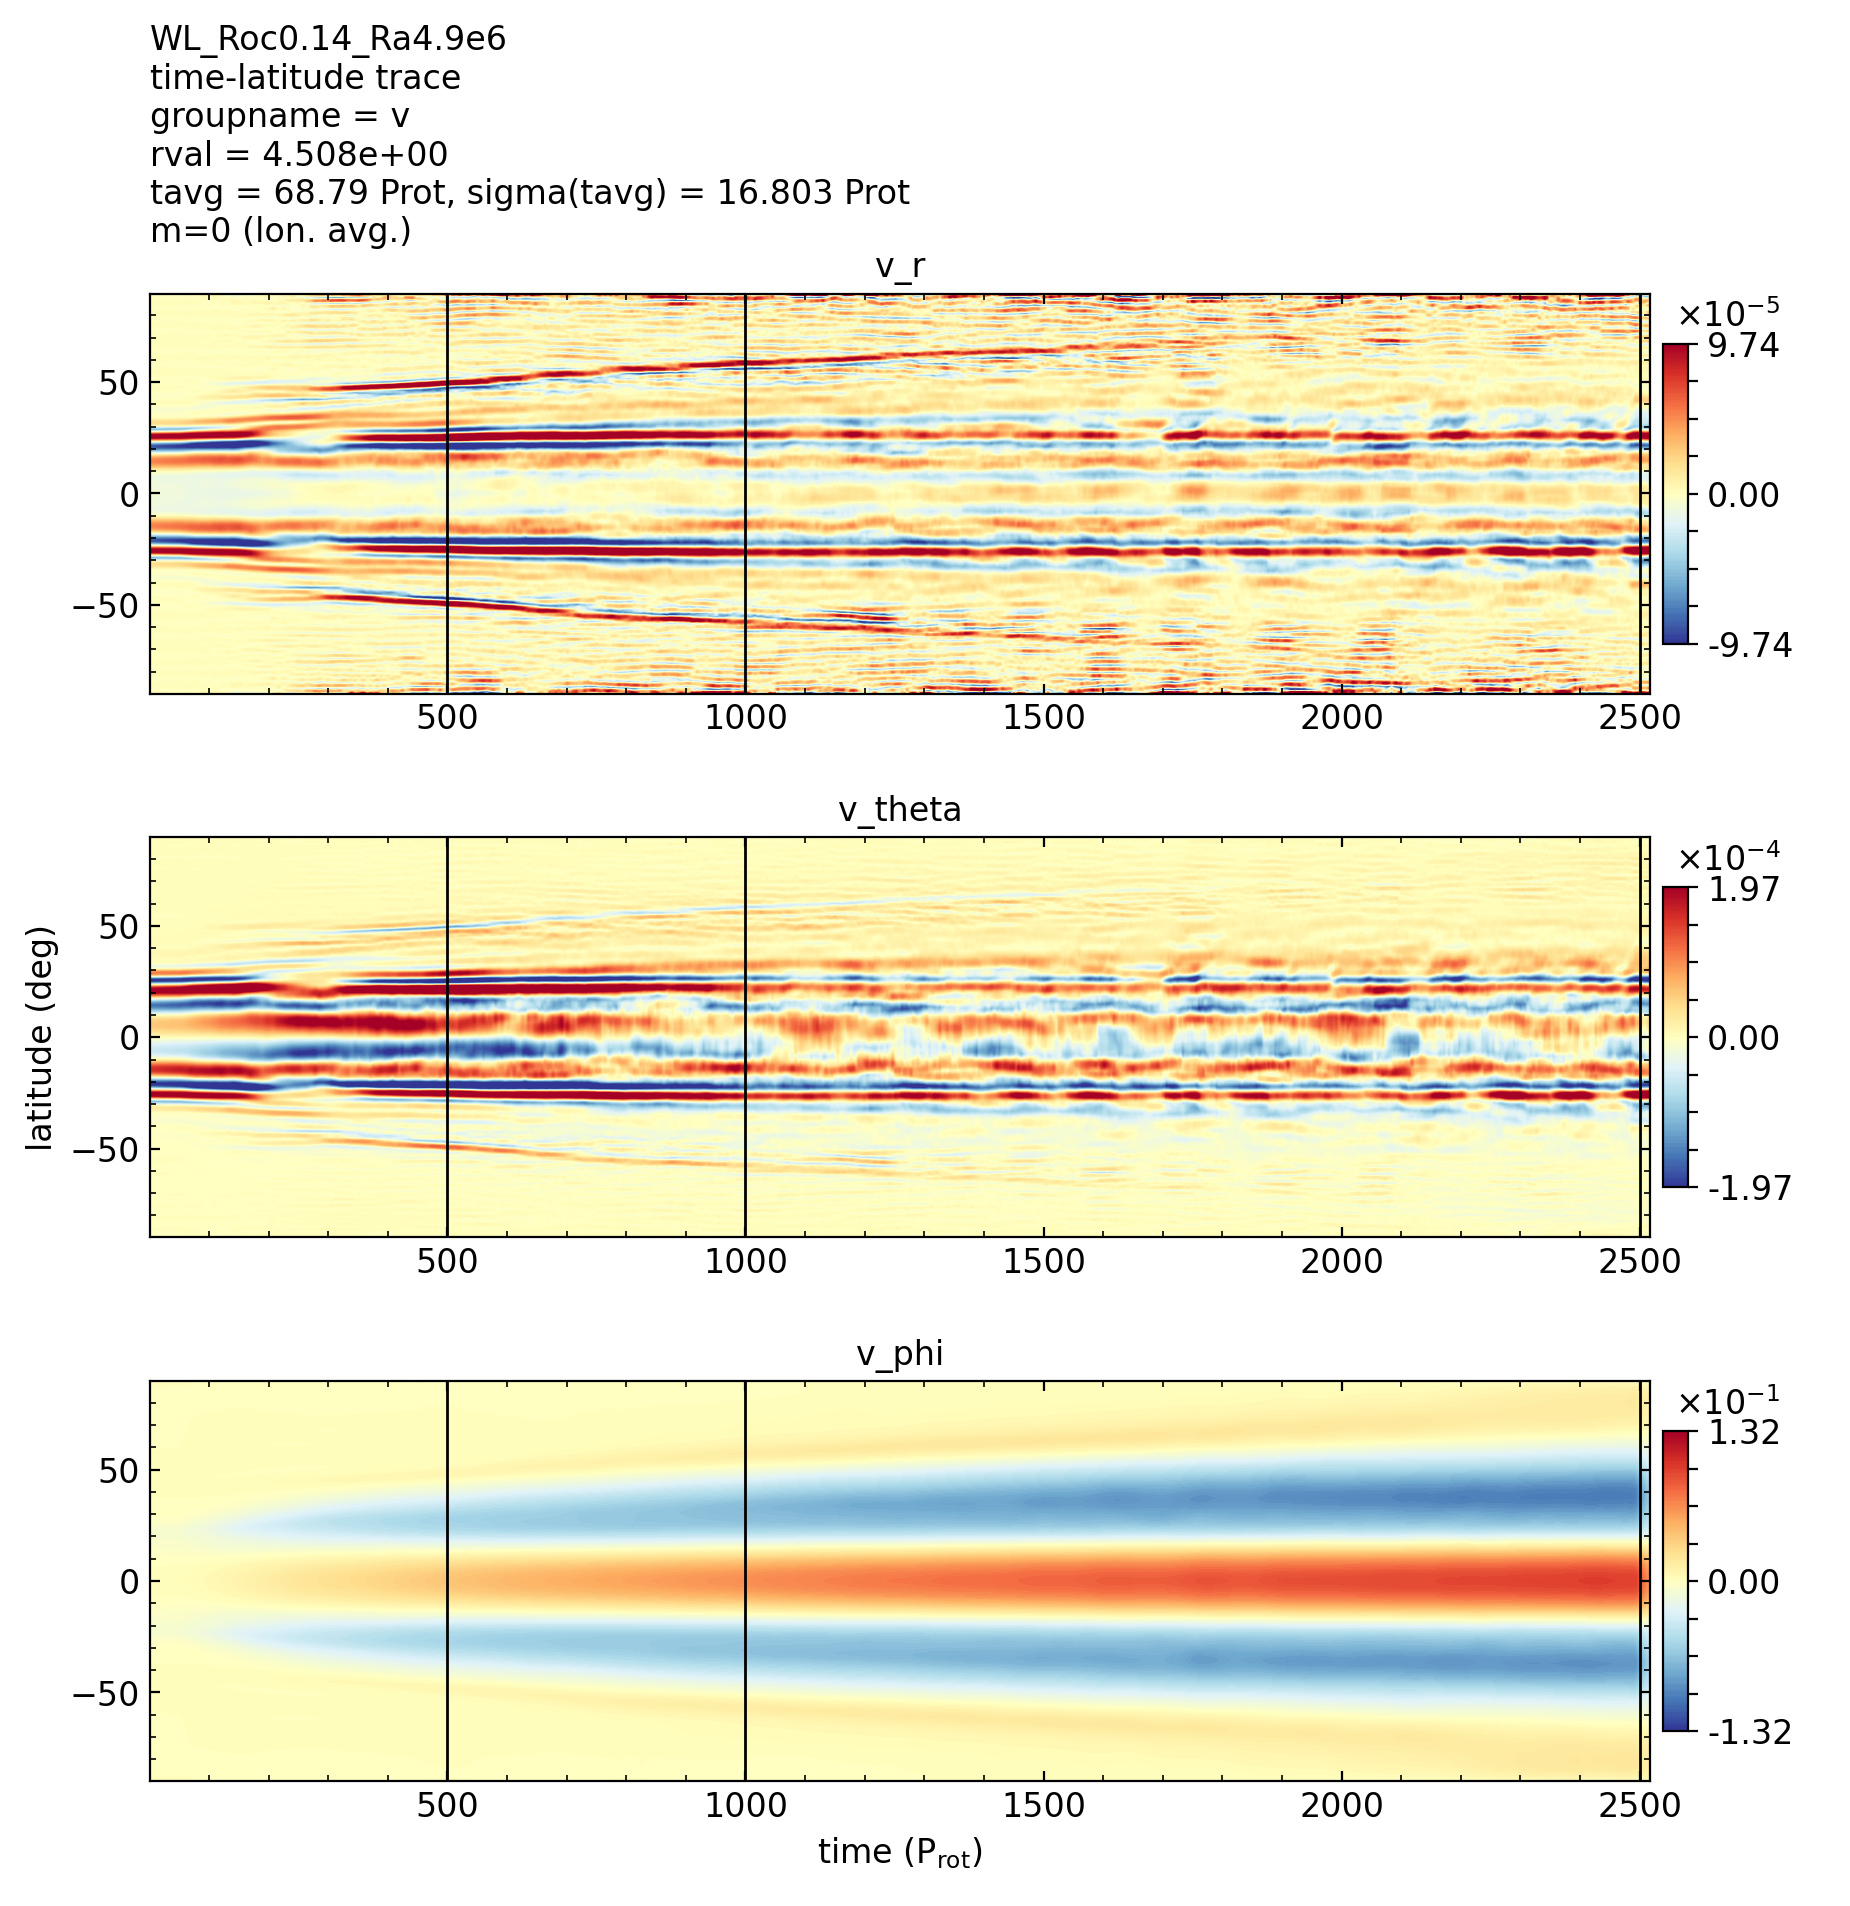 WL_Roc0.14_Ra4.9e6
time-latitude trace
groupname = v
rval = 4.508e+00
tavg = 68.79 Prot, sigma(tavg) = 16.803 Prot
m=0 (lon. avg.)
v_r
×10⁻⁵
9.74
0.00
-9.74
50
0
−50
500 1000 1500 2000 2500
v_theta
×10⁻⁴
1.97
0.00
-1.97
50
0
−50
latitude (deg)
500 1000 1500 2000 2500
v_phi
×10⁻¹
1.32
0.00
-1.32
50
0
−50
500 1000 1500 2000 2500
time (P_rot)